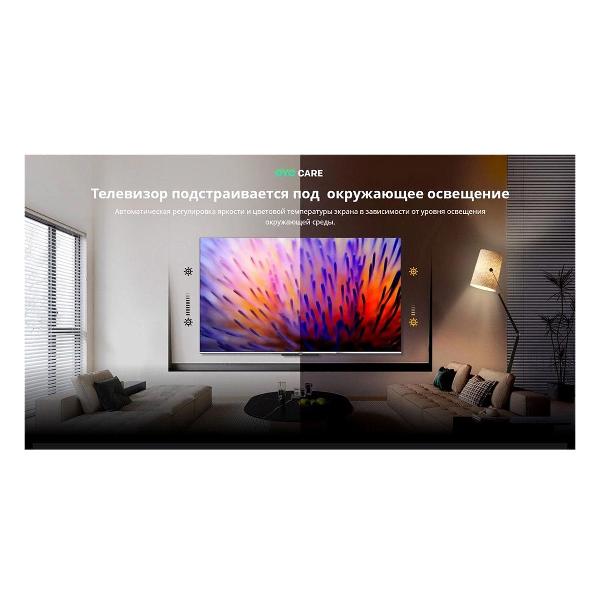 eye CARE
Телевизор подстраивается под окружающее освещение
Автоматическая регулировка яркости и цветовой температуры экрана в зависимости от уровня освещения
окружающей среды.